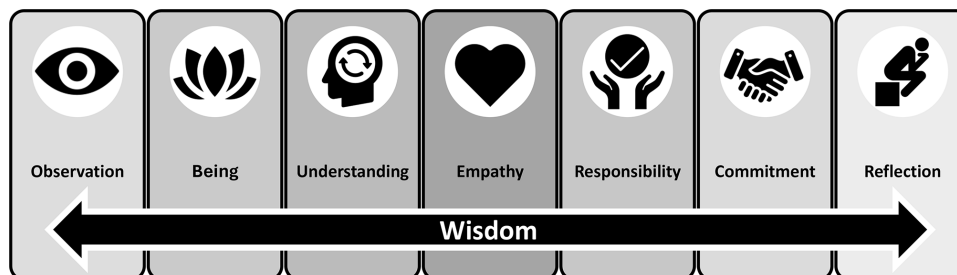 Observation
Being
Understanding
Empathy
Responsibility
Commitment
Reflection
Wisdom